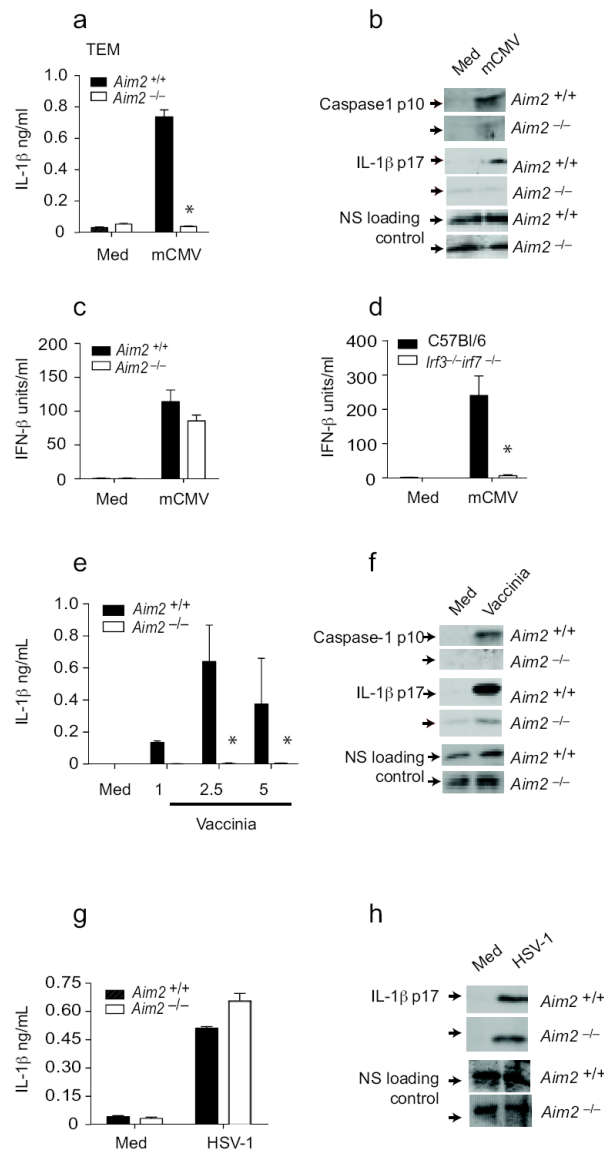 a
TEM
Aim2 +/+
Aim2 –/–
IL-1β ng/ml
1.0
0.8
0.6
0.4
0.2
0
*
Med
mCMV
b
Med
mCMV
Caspase1 p10
Aim2 +/+
Aim2 –/–
IL-1β p17
Aim2 +/+
Aim2 –/–
NS loading
control
Aim2 +/+
Aim2 –/–
c
Aim2 +/+
Aim2 –/–
IFN-β units/ml
200
150
100
50
0
Med
mCMV
d
C57Bl/6
Irf3–/–irf7 –/–
IFN-β units/ml
400
300
200
100
0
*
Med
mCMV
e
Aim2 +/+
Aim2 –/–
IL-1β ng/mL
1.0
0.8
0.6
0.4
0.2
0
*
*
Med
1
2.5
5
Vaccinia
f
Med
Vaccinia
Caspase-1 p10
Aim2 +/+
Aim2 –/–
IL-1β p17
Aim2 +/+
Aim2 –/–
NS loading
control
Aim2 +/+
Aim2 –/–
g
Aim2 +/+
Aim2 –/–
IL-1β ng/mL
0.75
0.60
0.45
0.30
0.15
0
Med
HSV-1
h
Med
HSV-1
IL-1β p17
Aim2 +/+
Aim2 –/–
NS loading
control
Aim2 +/+
Aim2 –/–